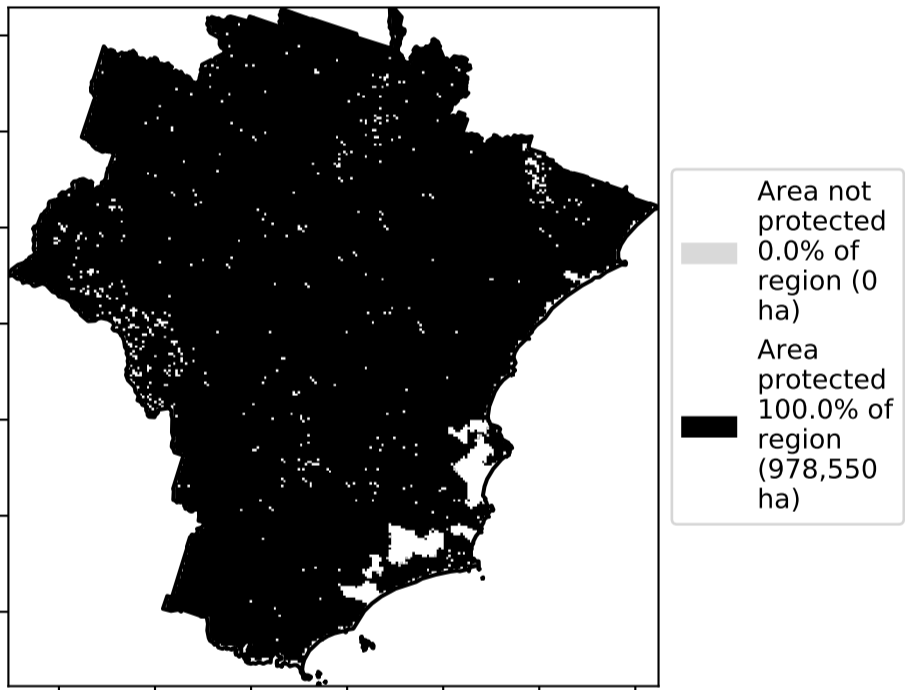 Area not
protected
0.0% of
region (0
ha)
Area
protected
100.0% of
region
(978,550
ha)